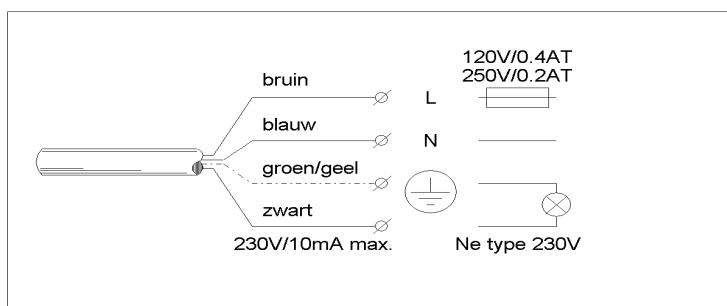 120V/0.4AT
250V/0.2AT
bruin
L
blauw
N
groen/geel
zwart
230V/10mA max.
Ne type 230V